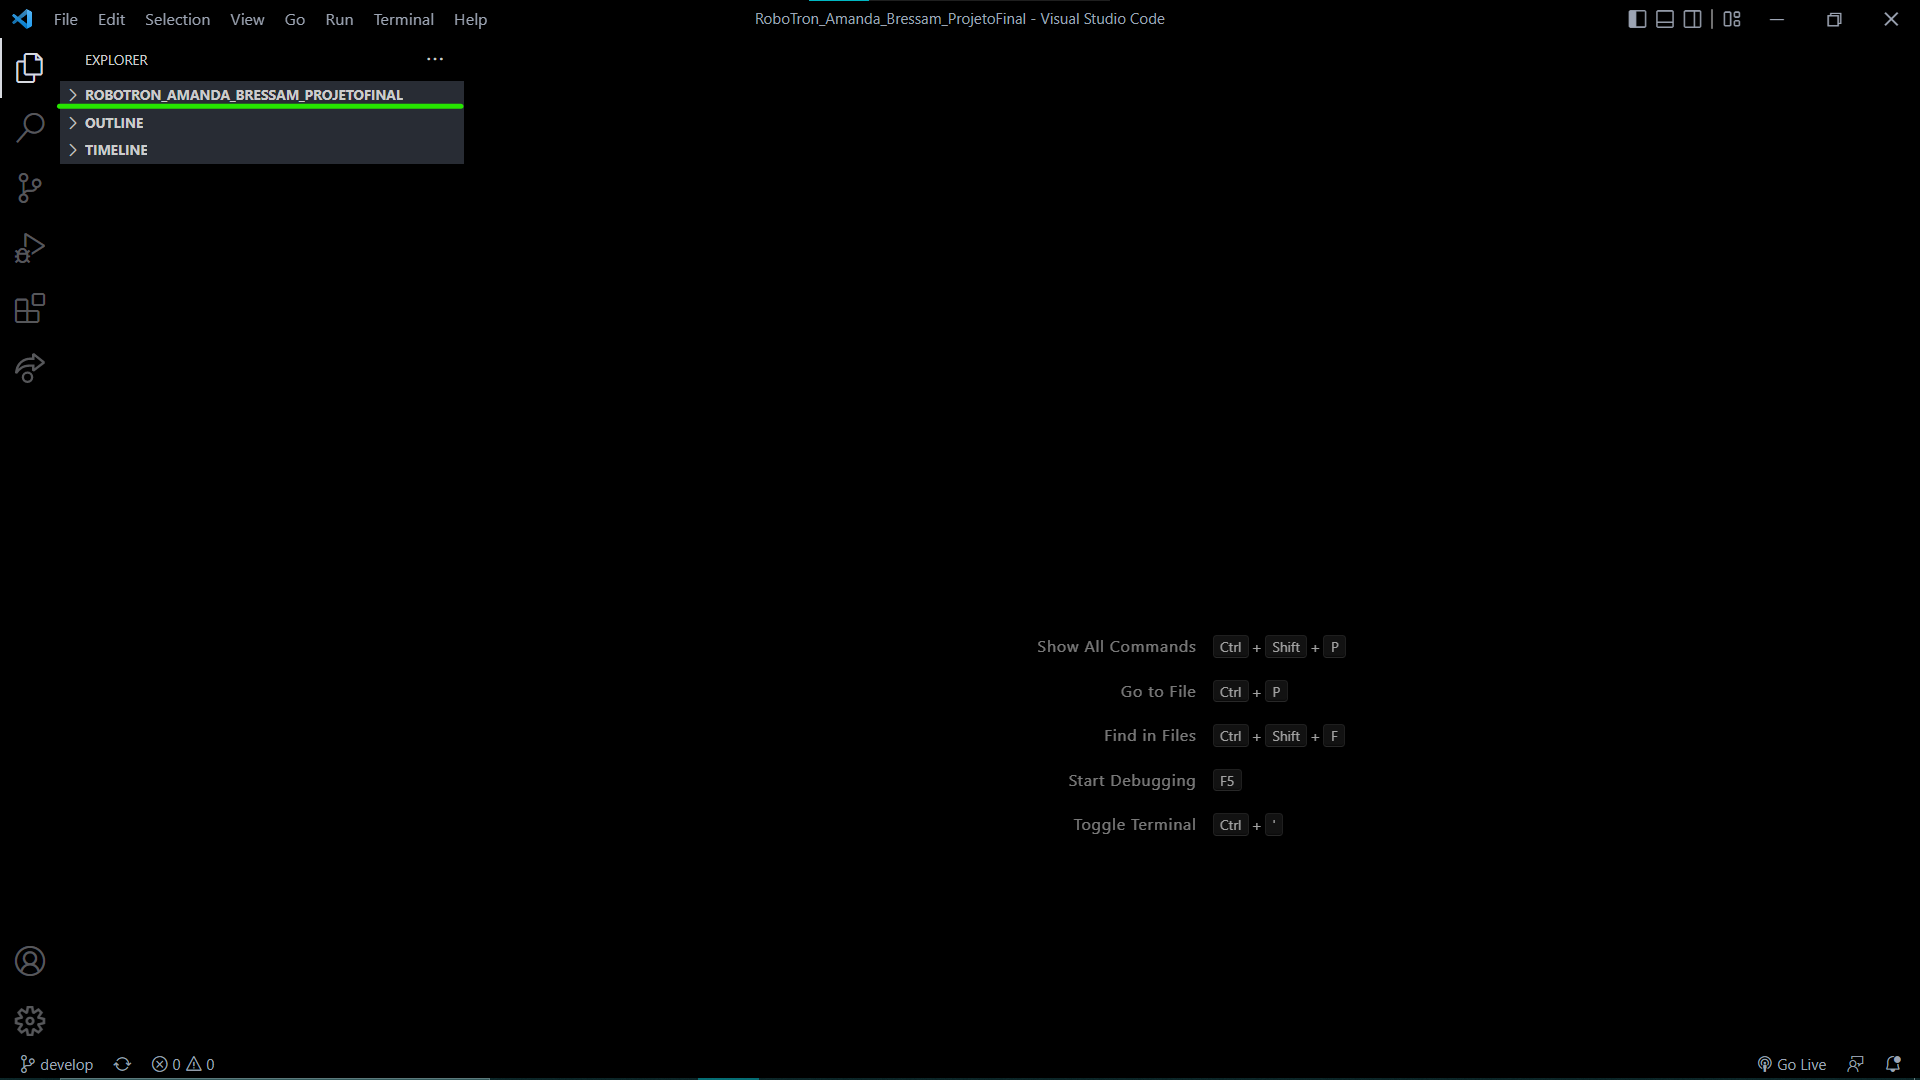 File Edit Selection View Go Run Terminal Help
RoboTron_Amanda_Bressam_ProjetoFinal - Visual Studio Code
EXPLORER
ROBOTRON_AMANDA_BRESSAM_PROJETOFINAL
OUTLINE
TIMELINE
Show All Commands Ctrl + Shift + P
Go to File Ctrl + P
Find in Files Ctrl + Shift + F
Start Debugging F5
Toggle Terminal Ctrl + '
develop 0 0
Go Live